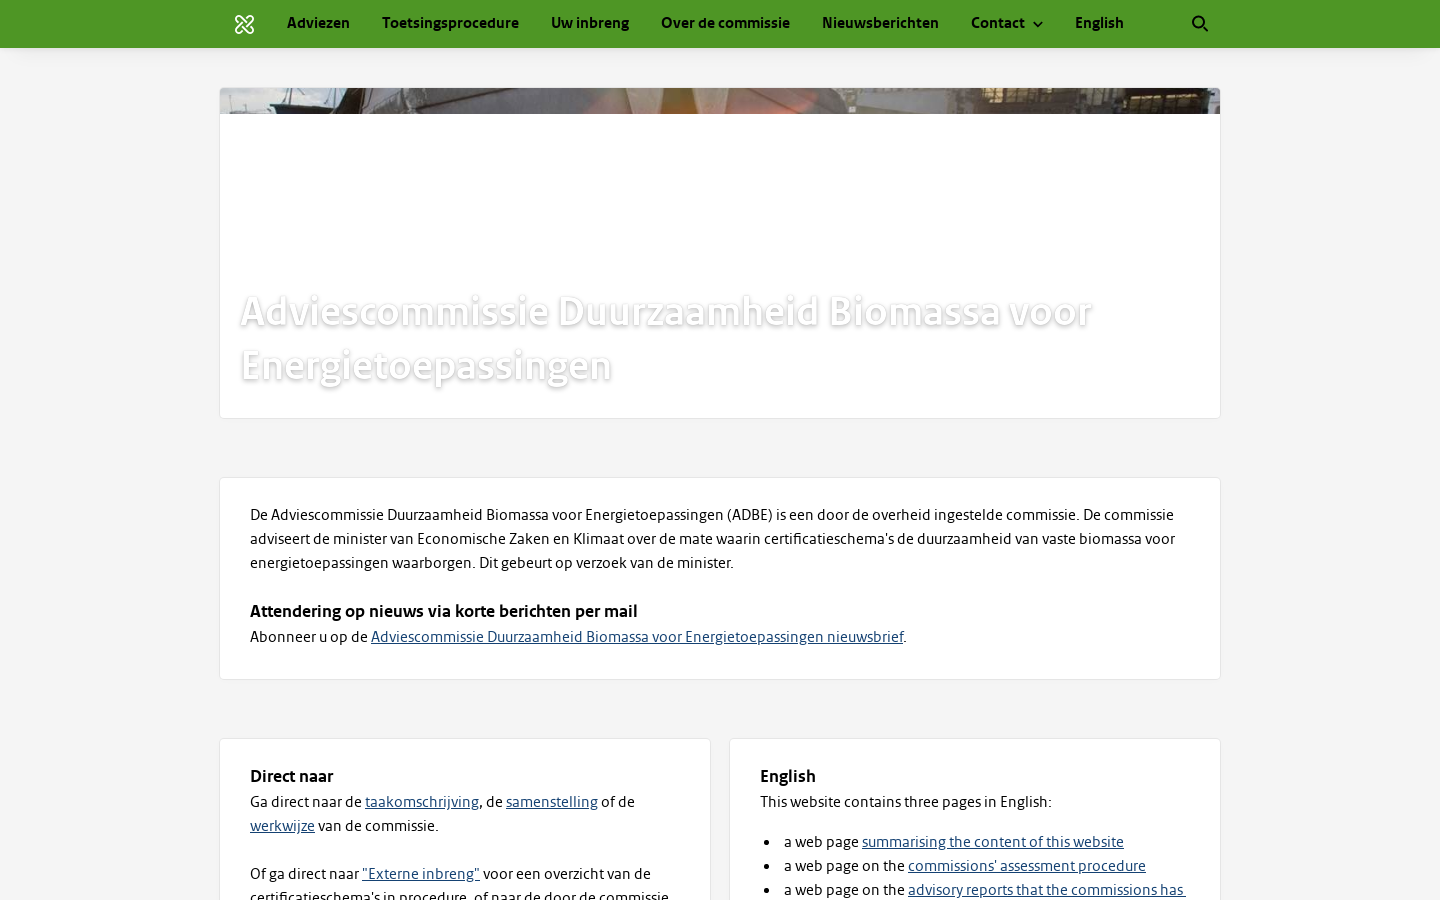 Adviezen Toetsingsprocedure Uw inbreng Over de commissie Nieuwsberichten Contact English
Adviescommissie Duurzaamheid Biomassa voor
Energietoepassingen
De Adviescommissie Duurzaamheid Biomassa voor Energietoepassingen (ADBE) is een door de overheid ingestelde commissie. De commissie
adviseert de minister van Economische Zaken en Klimaat over de mate waarin certificatieschema's de duurzaamheid van vaste biomassa voor
energietoepassingen waarborgen. Dit gebeurt op verzoek van de minister.
Attendering op nieuws via korte berichten per mail
Abonneer u op de Adviescommissie Duurzaamheid Biomassa voor Energietoepassingen nieuwsbrief.
Direct naar
Ga direct naar de taakomschrijving, de samenstelling of de
werkwijze van de commissie.
Of ga direct naar "Externe inbreng" voor een overzicht van de
certificatieschema's in procedure, of naar de door de commissie
English
This website contains three pages in English:
a web page summarising the content of this website
a web page on the commissions' assessment procedure
a web page on the advisory reports that the commissions has